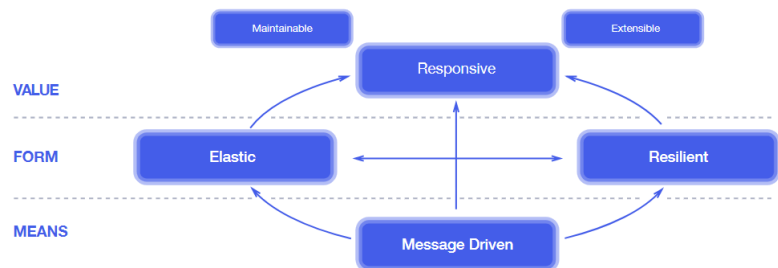 Maintainable
Extensible
Responsive
VALUE
FORM
Elastic
Resilient
MEANS
Message Driven